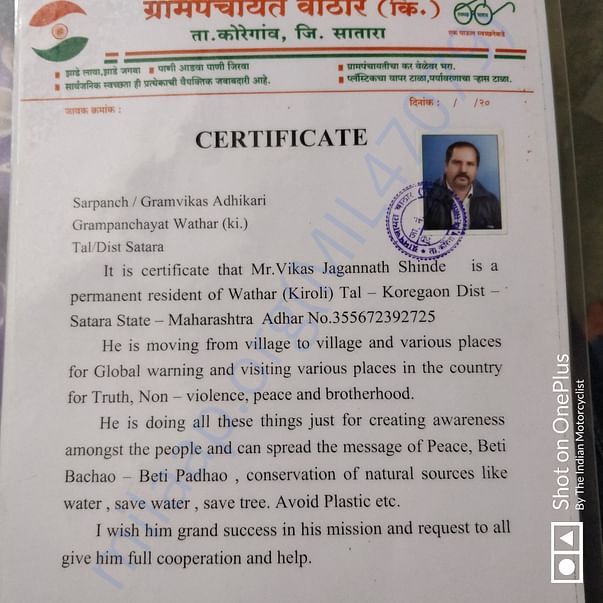 ग्रामपंचायत वाठार (कि.)
ता.कोरेगांव, जि. सातारा
एक पाऊल स्वच्छतेकडे
झाडे लावा,झाडे जगवा
पाणी आडवा पाणी जिरवा
ग्रामपंचायतीचा कर वेळेवर भरा.
सार्वजनिक स्वच्छता ही प्रत्येकाची वैयक्तिक जवाबदारी आहे.
प्लॅस्टिकचा वापर टाळा,पर्यावरणाचा ऱ्हास टाळा.
जावक क्रमांक :
दिनांक : / /२०
CERTIFICATE
Sarpanch / Gramvikas Adhikari
Grampanchayat Wathar (ki.)
Tal/Dist Satara
It is certificate that Mr.Vikas Jagannath Shinde is a
permanent resident of Wathar (Kiroli) Tal – Koregaon Dist –
Satara State – Maharashtra Adhar No.355672392725
He is moving from village to village and various places
for Global warning and visiting various places in the country
for Truth, Non – violence, peace and brotherhood.
He is doing all these things just for creating awareness
amongst the people and can spread the message of Peace, Beti
Bachao – Beti Padhao , conservation of natural sources like
water , save water , save tree. Avoid Plastic etc.
I wish him grand success in his mission and request to all
give him full cooperation and help.
Shot on OnePlus
By The Indian Motorcyclist